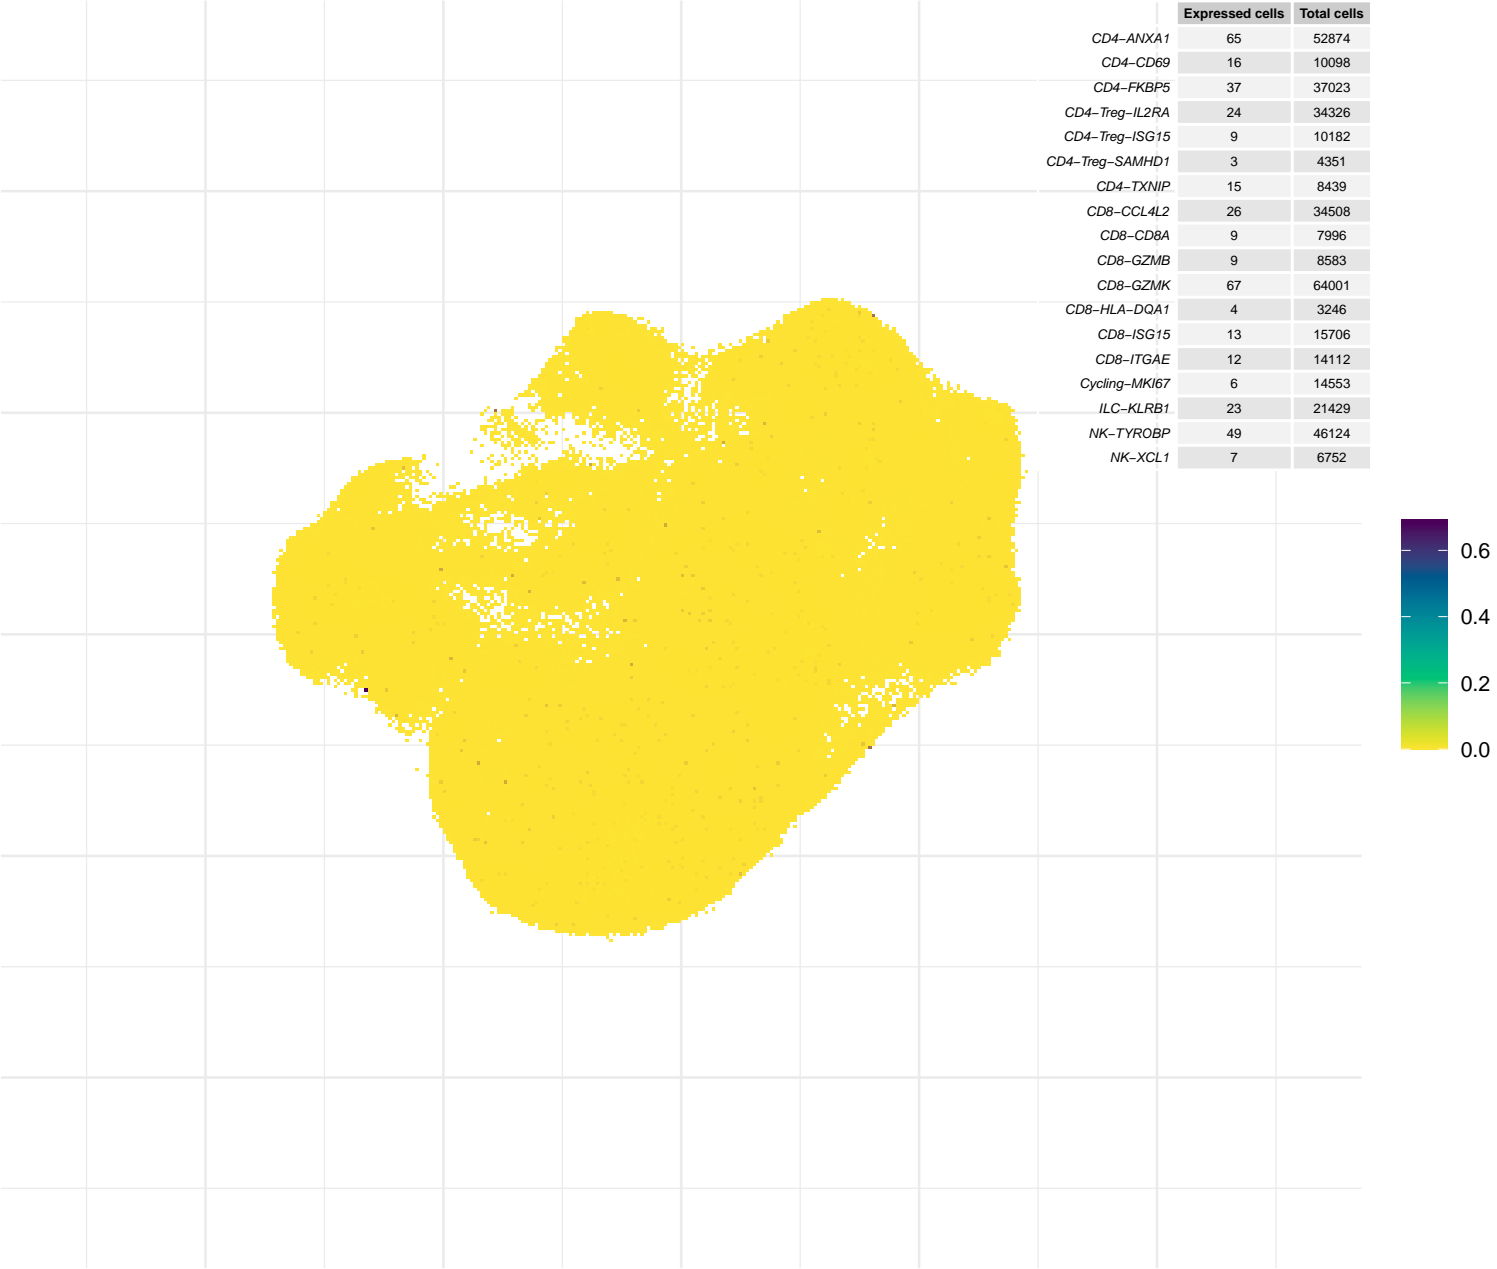 Expressed cells Total cells
CD4−ANXA1 65 52874
CD4−CD69 16 10098
CD4−FKBP5 37 37023
CD4−Treg−IL2RA 24 34326
CD4−Treg−ISG15 9 10182
CD4−Treg−SAMHD1 3 4351
CD4−TXNIP 15 8439
CD8−CCL4L2 26 34508
CD8−CD8A 9 7996
CD8−GZMB 9 8583
CD8−GZMK 67 64001
CD8−HLA−DQA1 4 3246
CD8−ISG15 13 15706
CD8−ITGAE 12 14112
Cycling−MKI67 6 14553
ILC−KLRB1 23 21429
NK−TYROBP 49 46124
NK−XCL1 7 6752
0.6
0.4
0.2
0.0